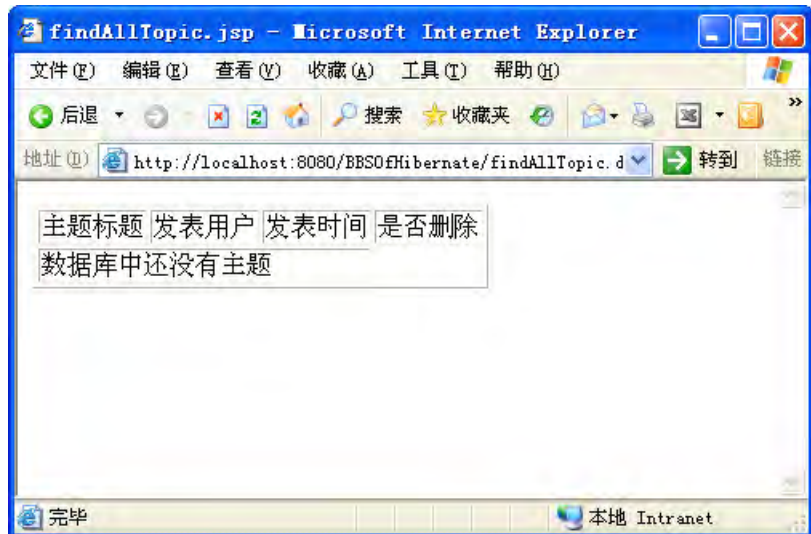 findAllTopic.jsp - Microsoft Internet Explorer
文件(F) 编辑(E) 查看(V) 收藏(A) 工具(T) 帮助(H)
后退 搜索 收藏夹 »
地址(D) http://localhost:8080/BBSOfHibernate/findAllTopic.d 转到 链接
主题标题 发表用户 发表时间 是否删除
数据库中还没有主题
完毕 本地 Intranet